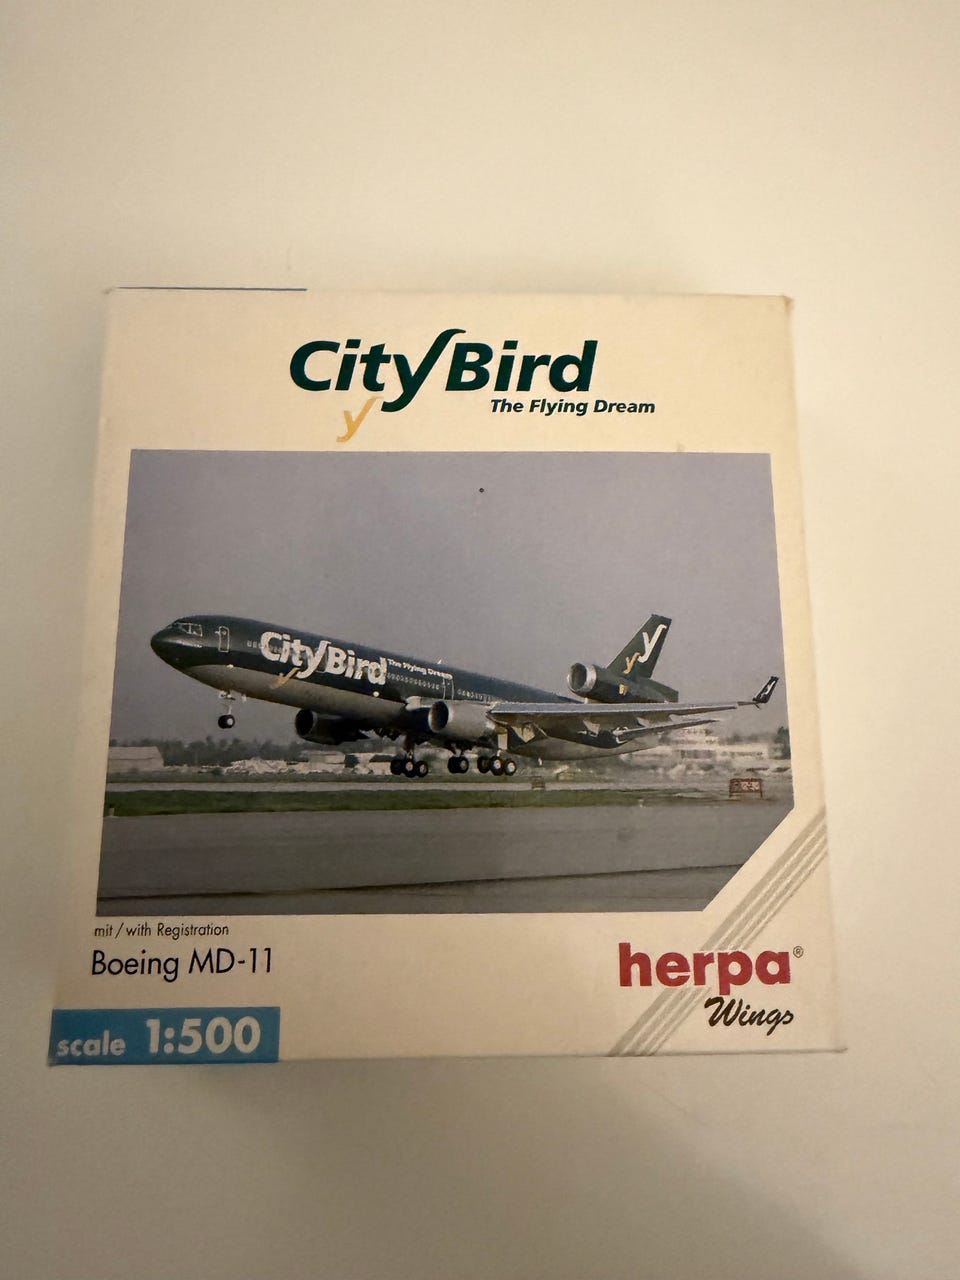 CityBird
y
The Flying Dream
CityBird The Flying Dream
y
y
y
mit / with Registration
Boeing MD-11
herpa®
Wings
scale 1:500